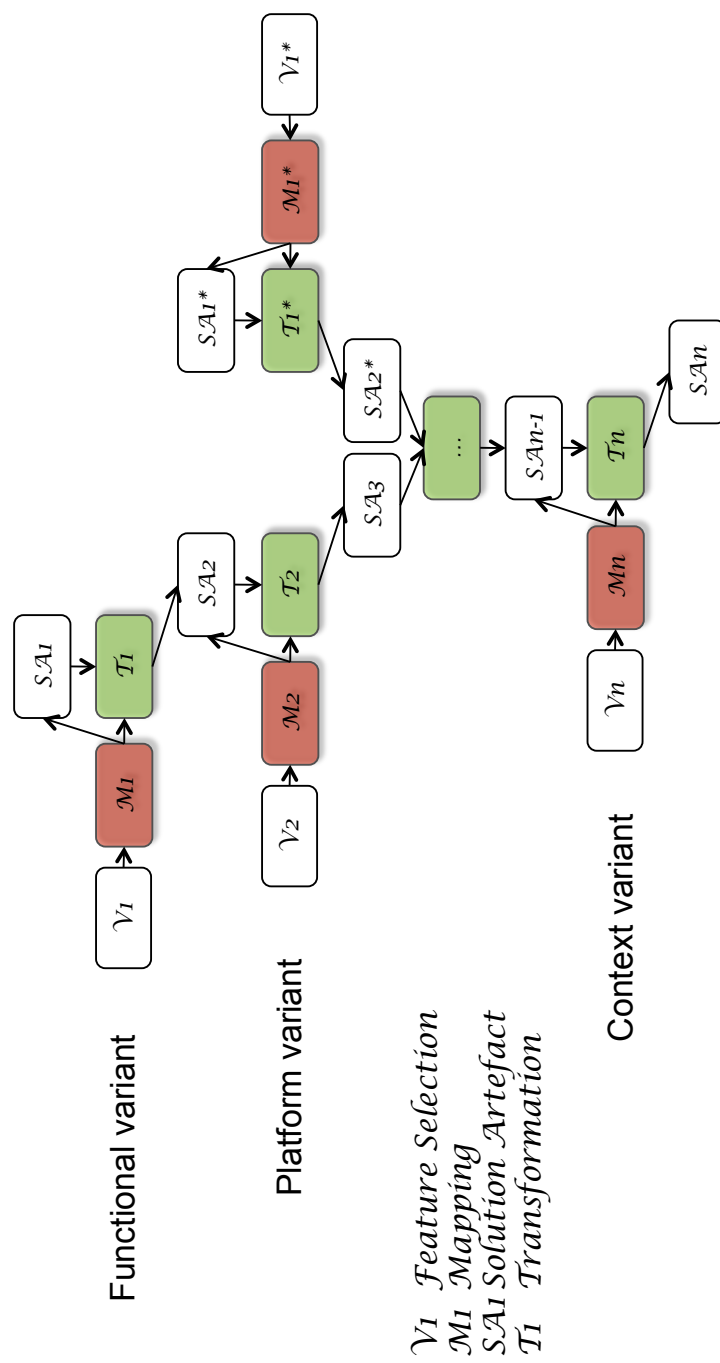 Functional variant
V1
M1
SA1
T1
Platform variant
V2
M2
SA2
T2
SA3
SA1*
T1*
M1*
V1*
SA2*
...
Context variant
Vn
Mn
SAn-1
Tn
SAn
V1 Feature Selection
M1 Mapping
SA1 Solution Artefact
T1 Transformation